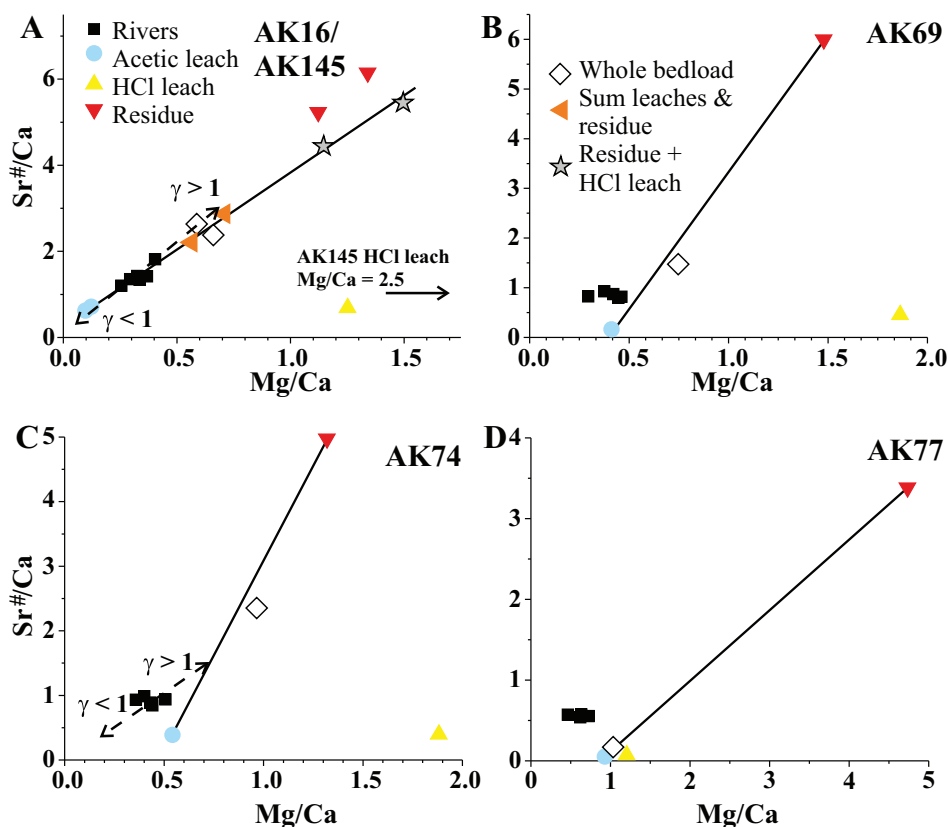 A
Rivers
Acetic leach
HCl leach
Residue
AK16/
AK145
Sr#/Ca
6
4
2
0
γ > 1
γ < 1
AK145 HCl leach
Mg/Ca = 2.5
0.0 0.5 1.0 1.5
Mg/Ca
B
AK69
Whole bedload
Sum leaches &
residue
Residue +
HCl leach
6
5
4
3
2
1
0
0.0 0.5 1.0 1.5 2.0
Mg/Ca
C
AK74
Sr#/Ca
5
4
3
2
1
0
γ > 1
γ < 1
0.0 0.5 1.0 1.5 2.0
Mg/Ca
D
AK77
4
3
2
1
0
0 1 2 3 4 5
Mg/Ca